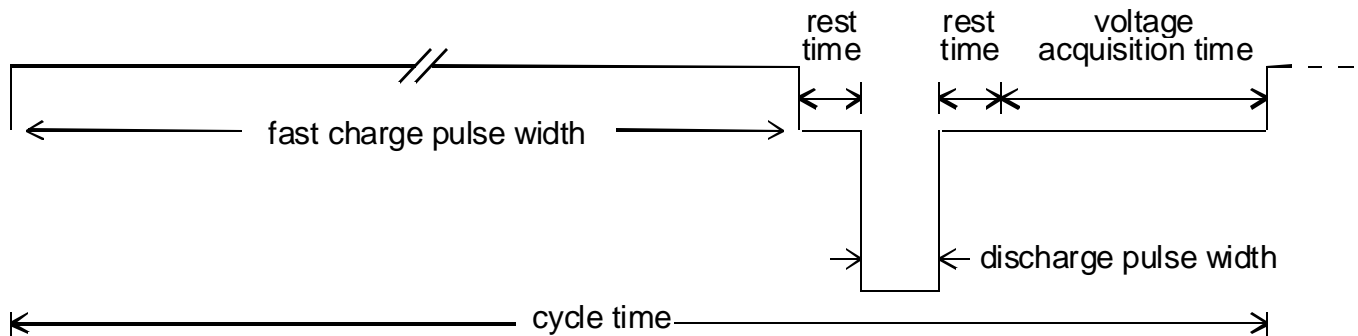 rest
time
rest
time
voltage
acquisition time
fast charge pulse width
discharge pulse width
cycle time